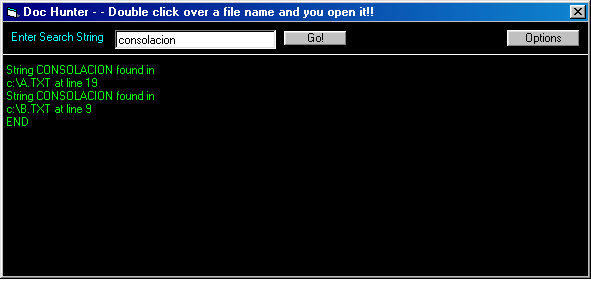 Doc Hunter - - Double click over a file name and you open it!!
Enter Search String consolacion Go! Options
String CONSOLACION found in
c:\A.TXT at line 19
String CONSOLACION found in
c:\B.TXT at line 9
END